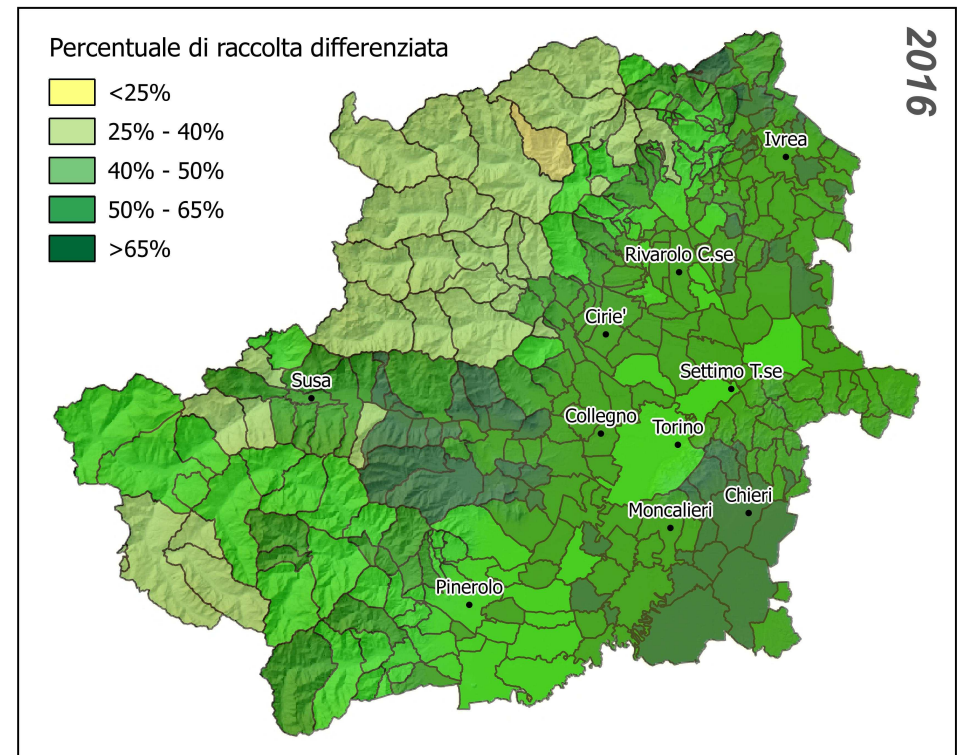 Percentuale di raccolta differenziata
<25%
25% - 40%
40% - 50%
50% - 65%
>65%
2016
Ivrea
Rivarolo C.se
Cirie'
Settimo T.se
Susa
Collegno
Torino
Chieri
Moncalieri
Pinerolo